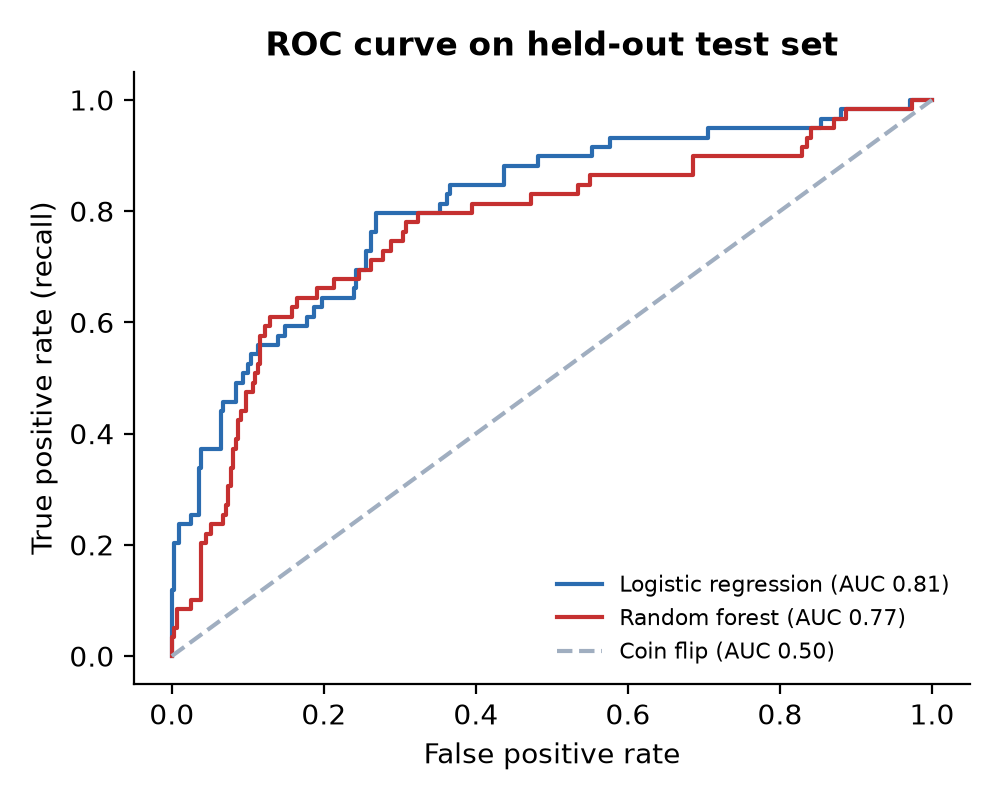 ROC curve on held-out test set
True positive rate (recall)
1.0
0.8
0.6
0.4
0.2
0.0
Logistic regression (AUC 0.81)
Random forest (AUC 0.77)
Coin flip (AUC 0.50)
0.0 0.2 0.4 0.6 0.8 1.0
False positive rate